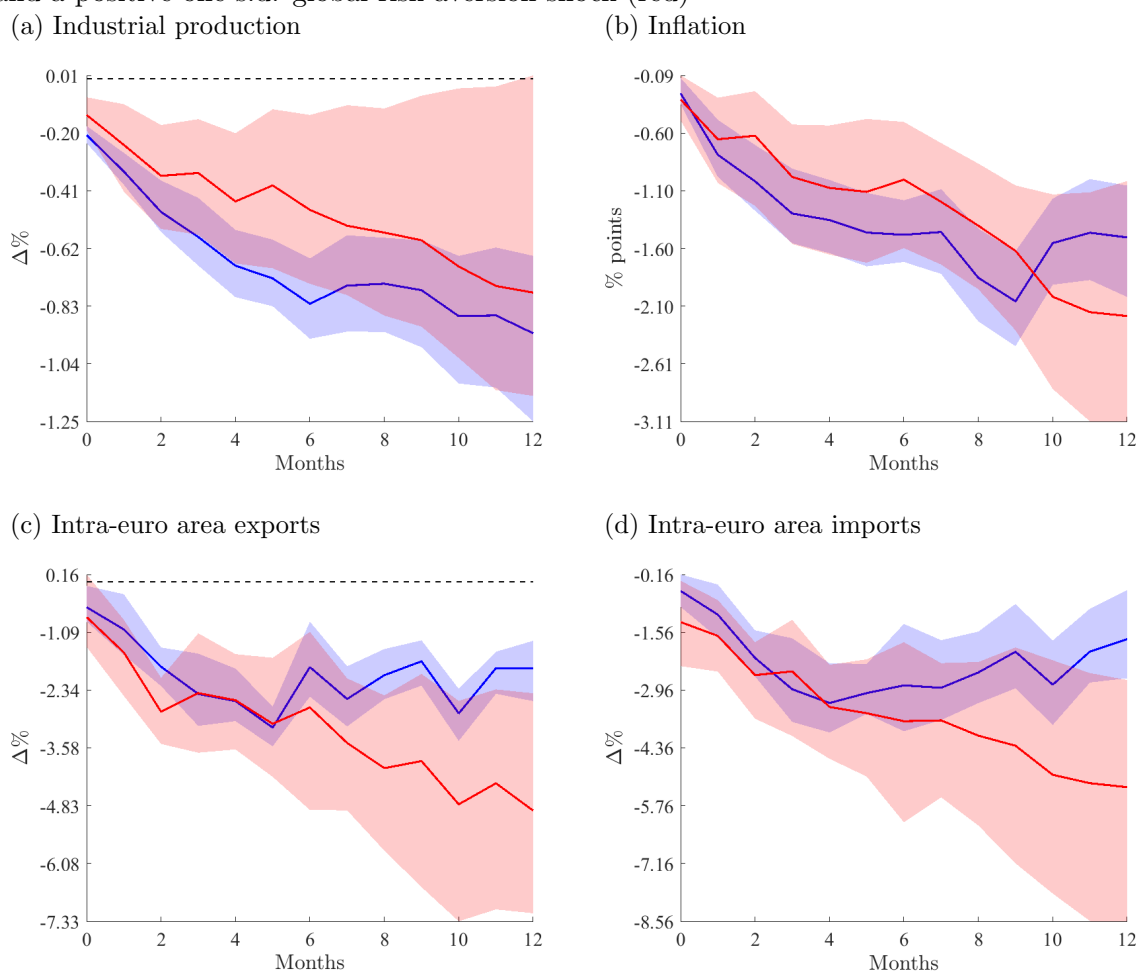 and a positive one s.d. global risk aversion shock (red)
(a) Industrial production
(b) Inflation
0.01
-0.20
-0.41
-0.62
-0.83
-1.04
-1.25
Δ%
0 2 4 6 8 10 12
Months
-0.09
-0.60
-1.10
-1.60
-2.10
-2.61
-3.11
% points
0 2 4 6 8 10 12
Months
(c) Intra-euro area exports
(d) Intra-euro area imports
0.16
-1.09
-2.34
-3.58
-4.83
-6.08
-7.33
Δ%
0 2 4 6 8 10 12
Months
-0.16
-1.56
-2.96
-4.36
-5.76
-7.16
-8.56
Δ%
0 2 4 6 8 10 12
Months